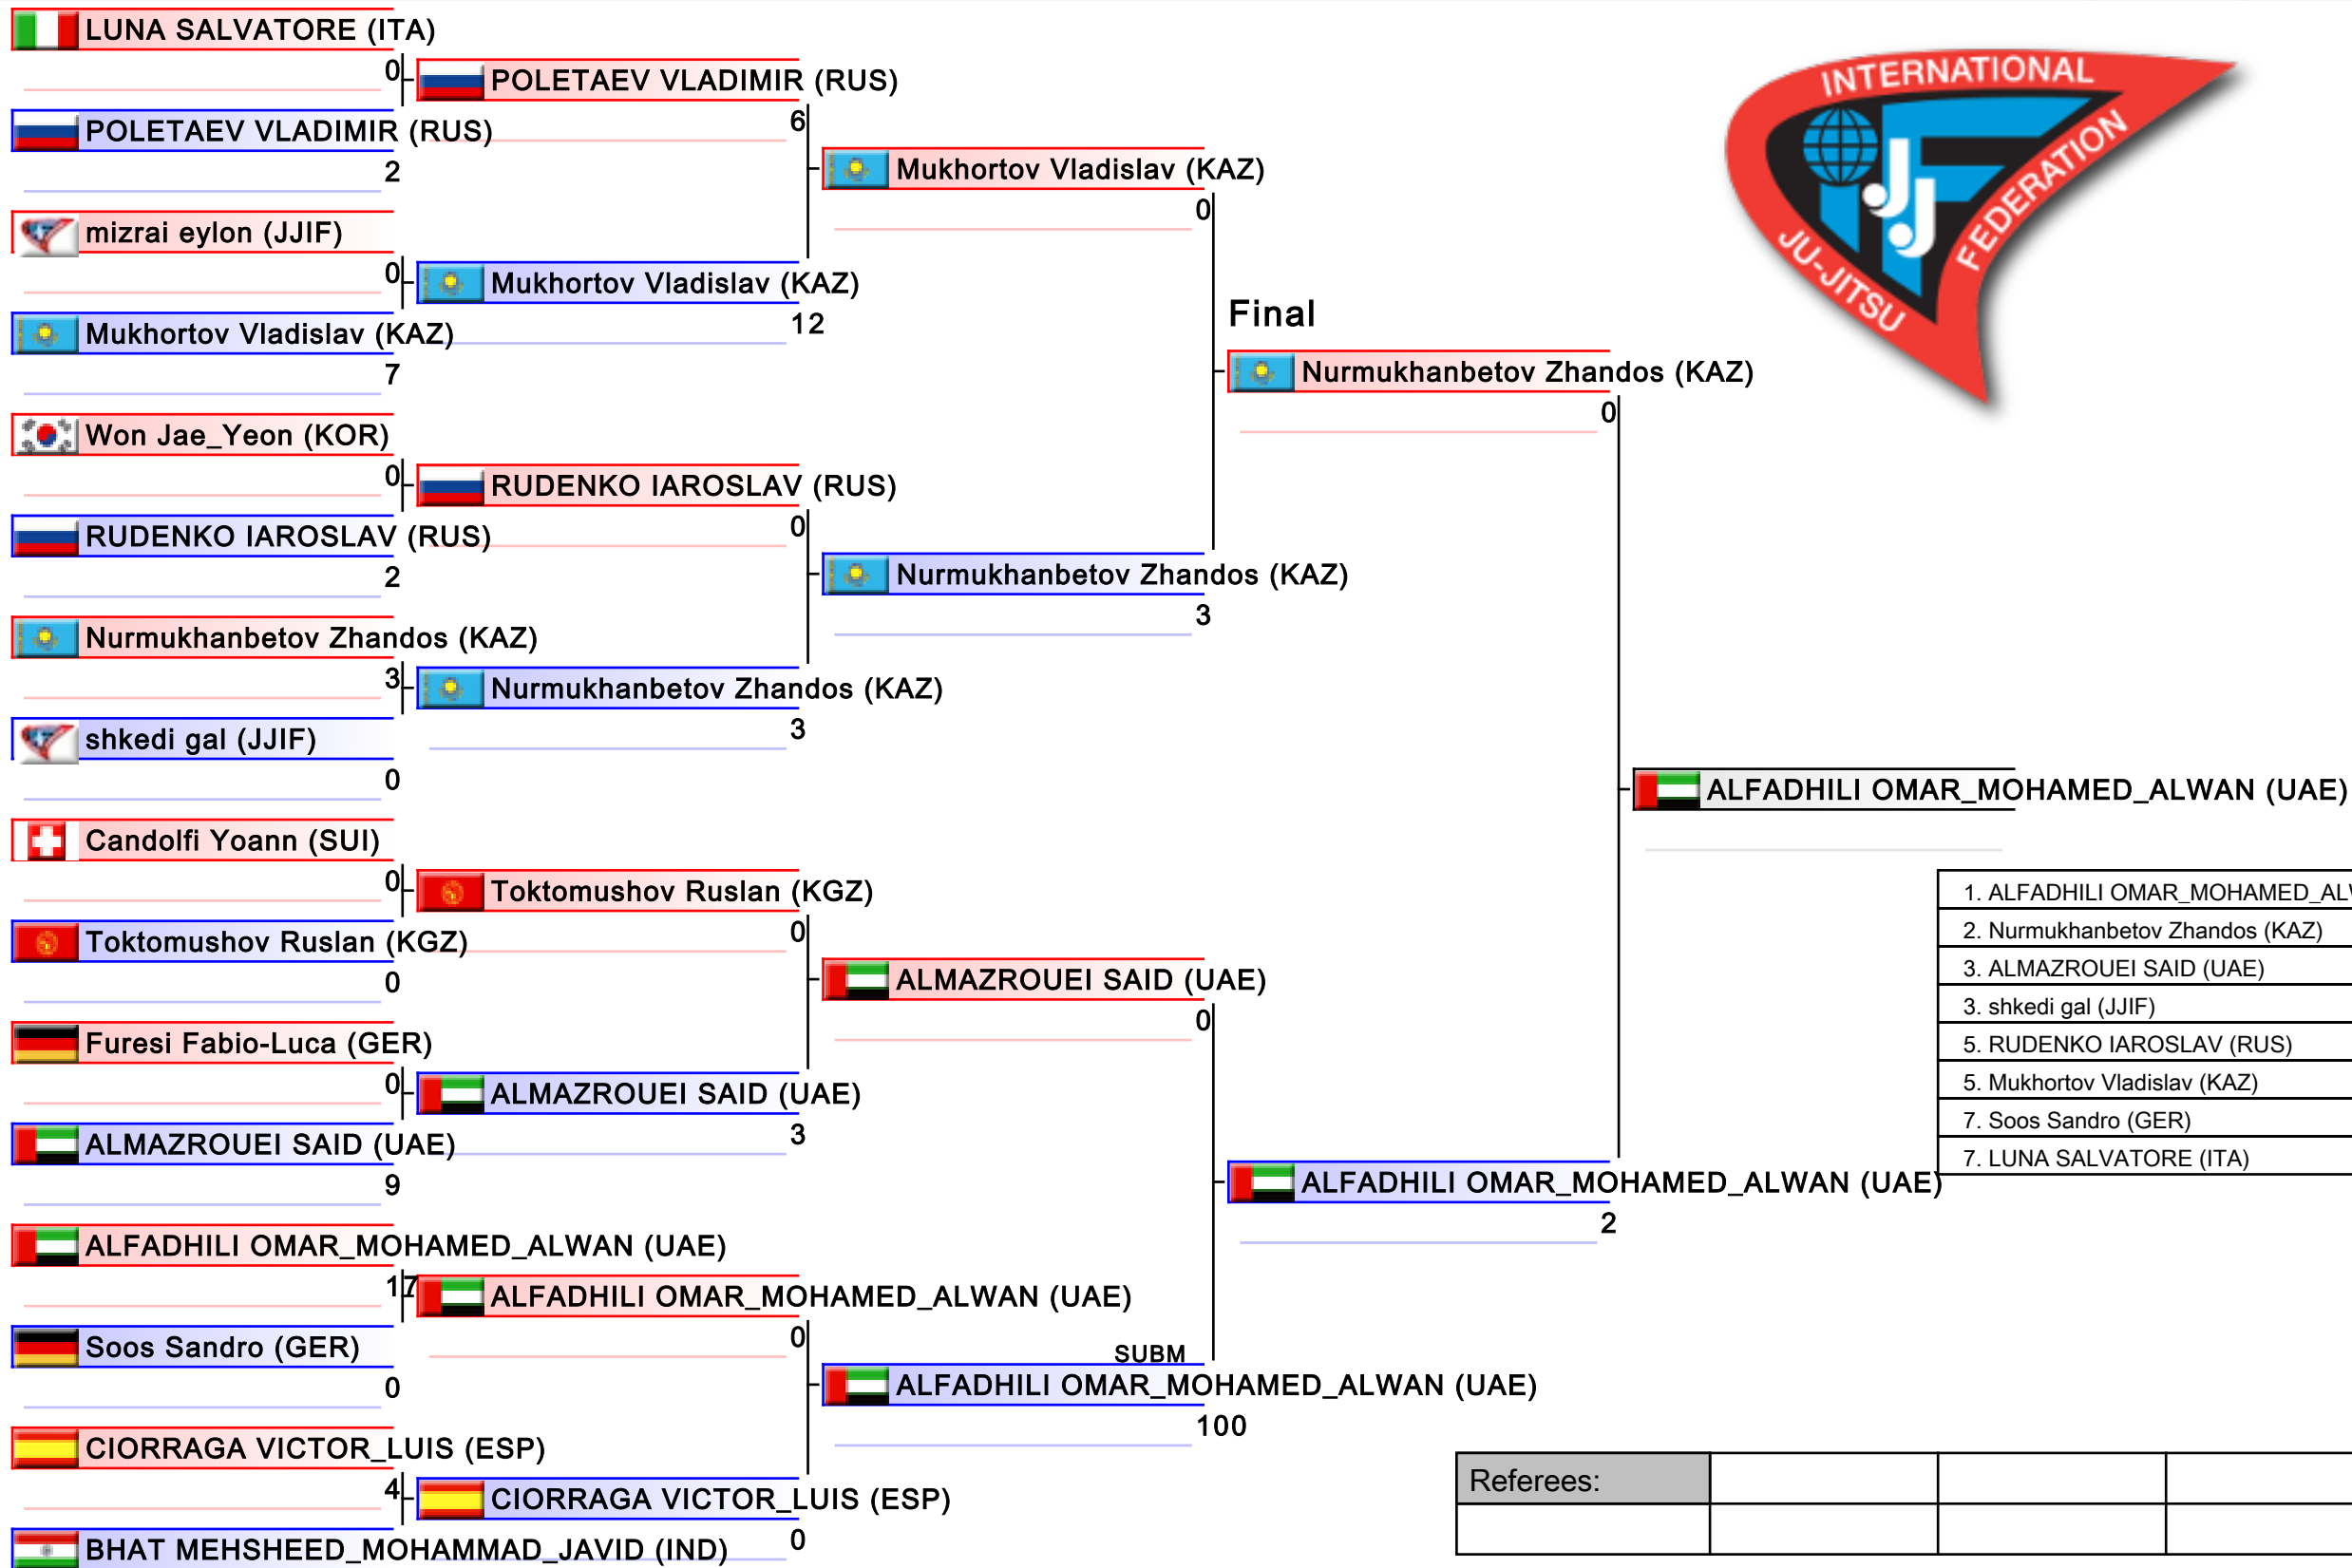 LUNA SALVATORE (ITA)
0
POLETAEV VLADIMIR (RUS)
2
mizrai eylon (JJIF)
0
Mukhortov Vladislav (KAZ)
7
Won Jae_Yeon (KOR)
0
RUDENKO IAROSLAV (RUS)
2
Nurmukhanbetov Zhandos (KAZ)
3
shkedi gal (JJIF)
0
Candolfi Yoann (SUI)
0
Toktomushov Ruslan (KGZ)
0
Furesi Fabio-Luca (GER)
0
ALMAZROUEI SAID (UAE)
9
ALFADHILI OMAR_MOHAMED_ALWAN (UAE)
17
Soos Sandro (GER)
0
CIORRAGA VICTOR_LUIS (ESP)
4
BHAT MEHSHEED_MOHAMMAD_JAVID (IND)
POLETAEV VLADIMIR (RUS)
6
Mukhortov Vladislav (KAZ)
12
RUDENKO IAROSLAV (RUS)
0
Nurmukhanbetov Zhandos (KAZ)
3
Toktomushov Ruslan (KGZ)
0
ALMAZROUEI SAID (UAE)
3
ALFADHILI OMAR_MOHAMED_ALWAN (UAE)
0
CIORRAGA VICTOR_LUIS (ESP)
0
Mukhortov Vladislav (KAZ)
0
Nurmukhanbetov Zhandos (KAZ)
3
ALMAZROUEI SAID (UAE)
0
SUBM
ALFADHILI OMAR_MOHAMED_ALWAN (UAE)
100
Final
Nurmukhanbetov Zhandos (KAZ)
0
ALFADHILI OMAR_MOHAMED_ALWAN (UAE)
2
ALFADHILI OMAR_MOHAMED_ALWAN (UAE)
INTERNATIONAL
JU-JITSU
FEDERATION
JJIF
1. ALFADHILI OMAR_MOHAMED_AL
2. Nurmukhanbetov Zhandos (KAZ)
3. ALMAZROUEI SAID (UAE)
3. shkedi gal (JJIF)
5. RUDENKO IAROSLAV (RUS)
5. Mukhortov Vladislav (KAZ)
7. Soos Sandro (GER)
7. LUNA SALVATORE (ITA)
Referees: